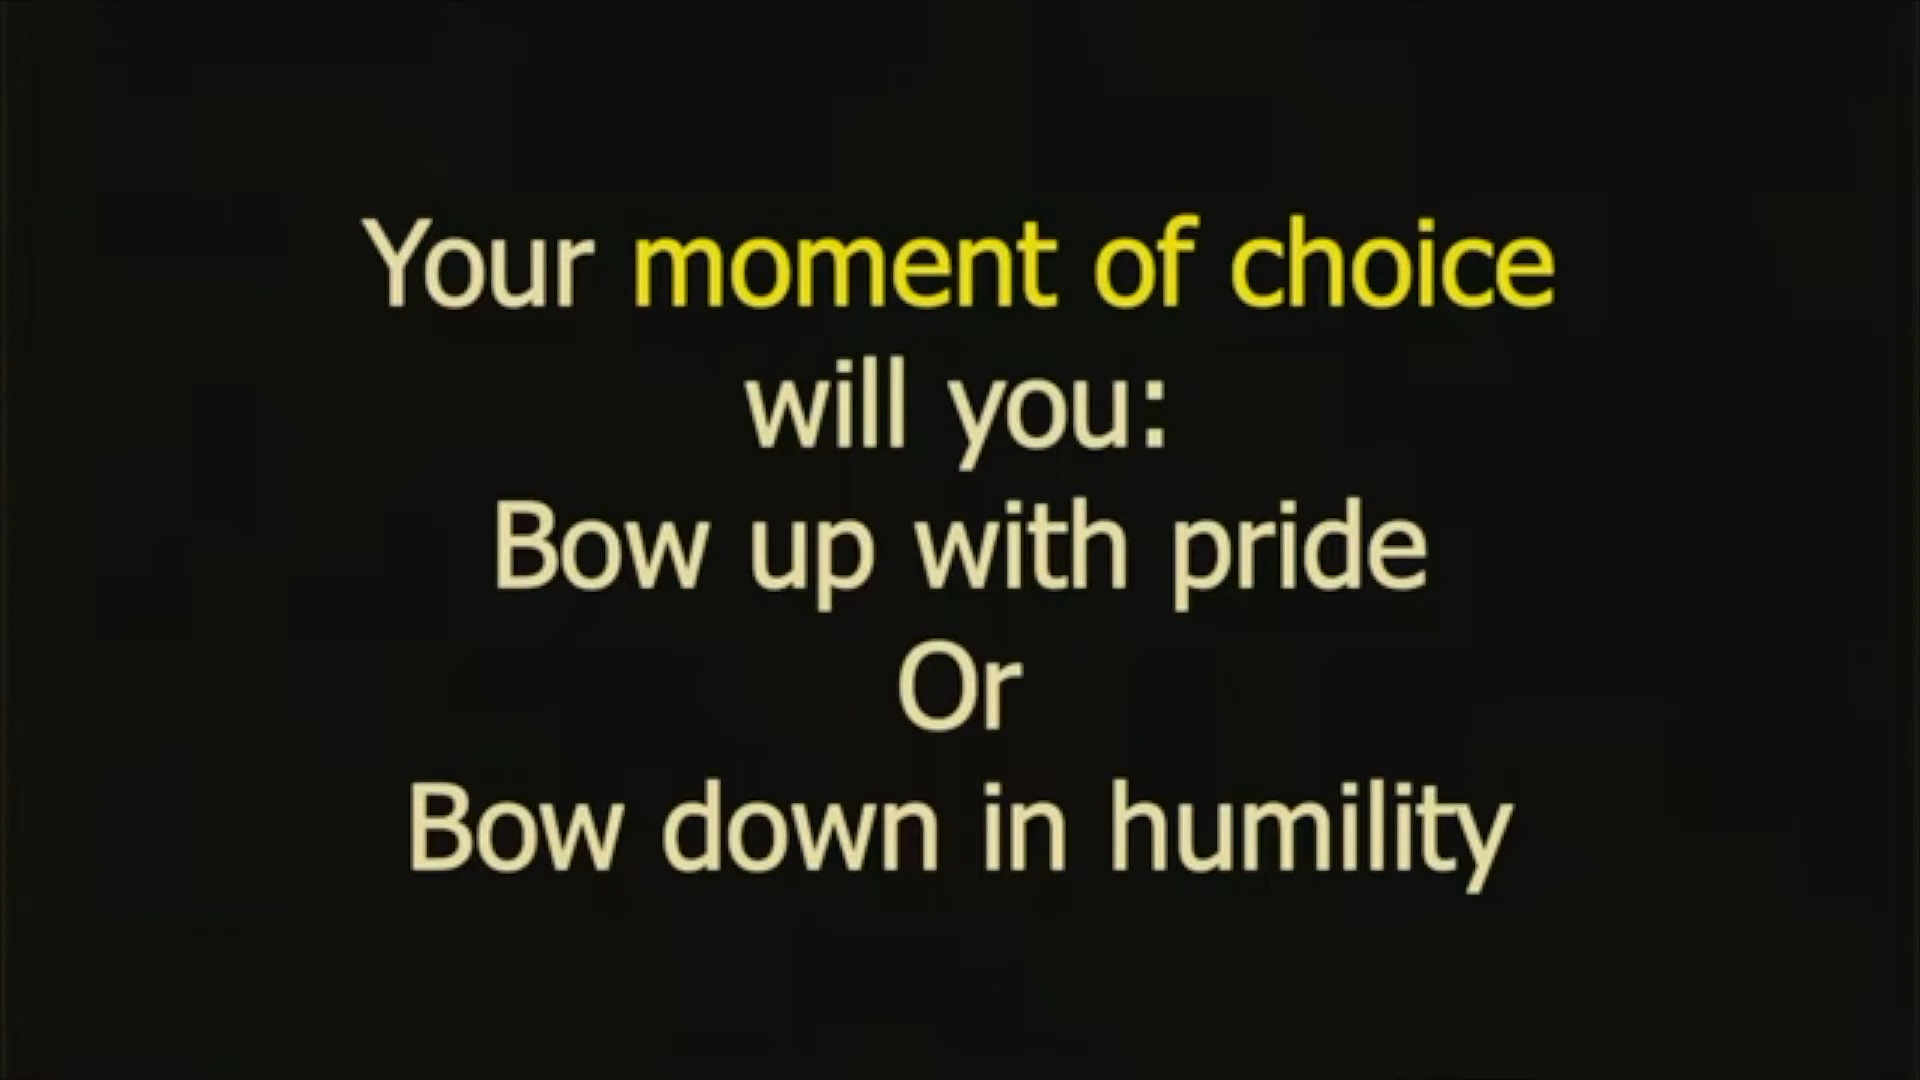 Your moment of choice
will you:
Bow up with pride
Or
Bow down in humility